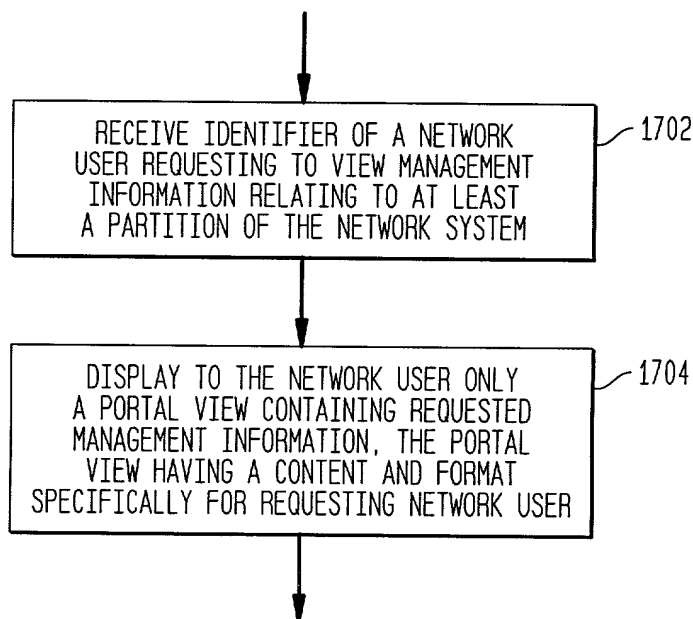 RECEIVE IDENTIFIER OF A NETWORK
USER REQUESTING TO VIEW MANAGEMENT
INFORMATION RELATING TO AT LEAST
A PARTITION OF THE NETWORK SYSTEM
1702
DISPLAY TO THE NETWORK USER ONLY
A PORTAL VIEW CONTAINING REQUESTED
MANAGEMENT INFORMATION, THE PORTAL
VIEW HAVING A CONTENT AND FORMAT
SPECIFICALLY FOR REQUESTING NETWORK USER
1704